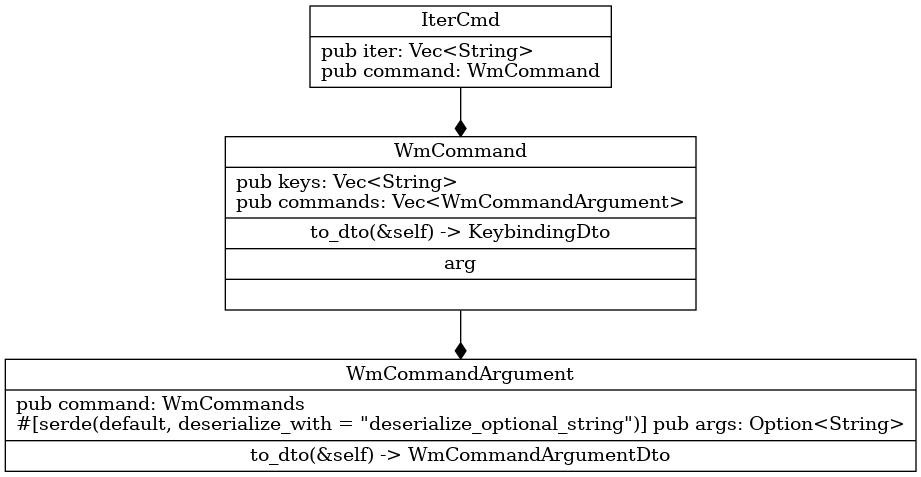 IterCmd
pub iter: Vec<String>
pub command: WmCommand
WmCommand
pub keys: Vec<String>
pub commands: Vec<WmCommandArgument>
to_dto(&self) -> KeybindingDto
arg
WmCommandArgument
pub command: WmCommands
#[serde(default, deserialize_with = "deserialize_optional_string")] pub args: Option<String>
to_dto(&self) -> WmCommandArgumentDto